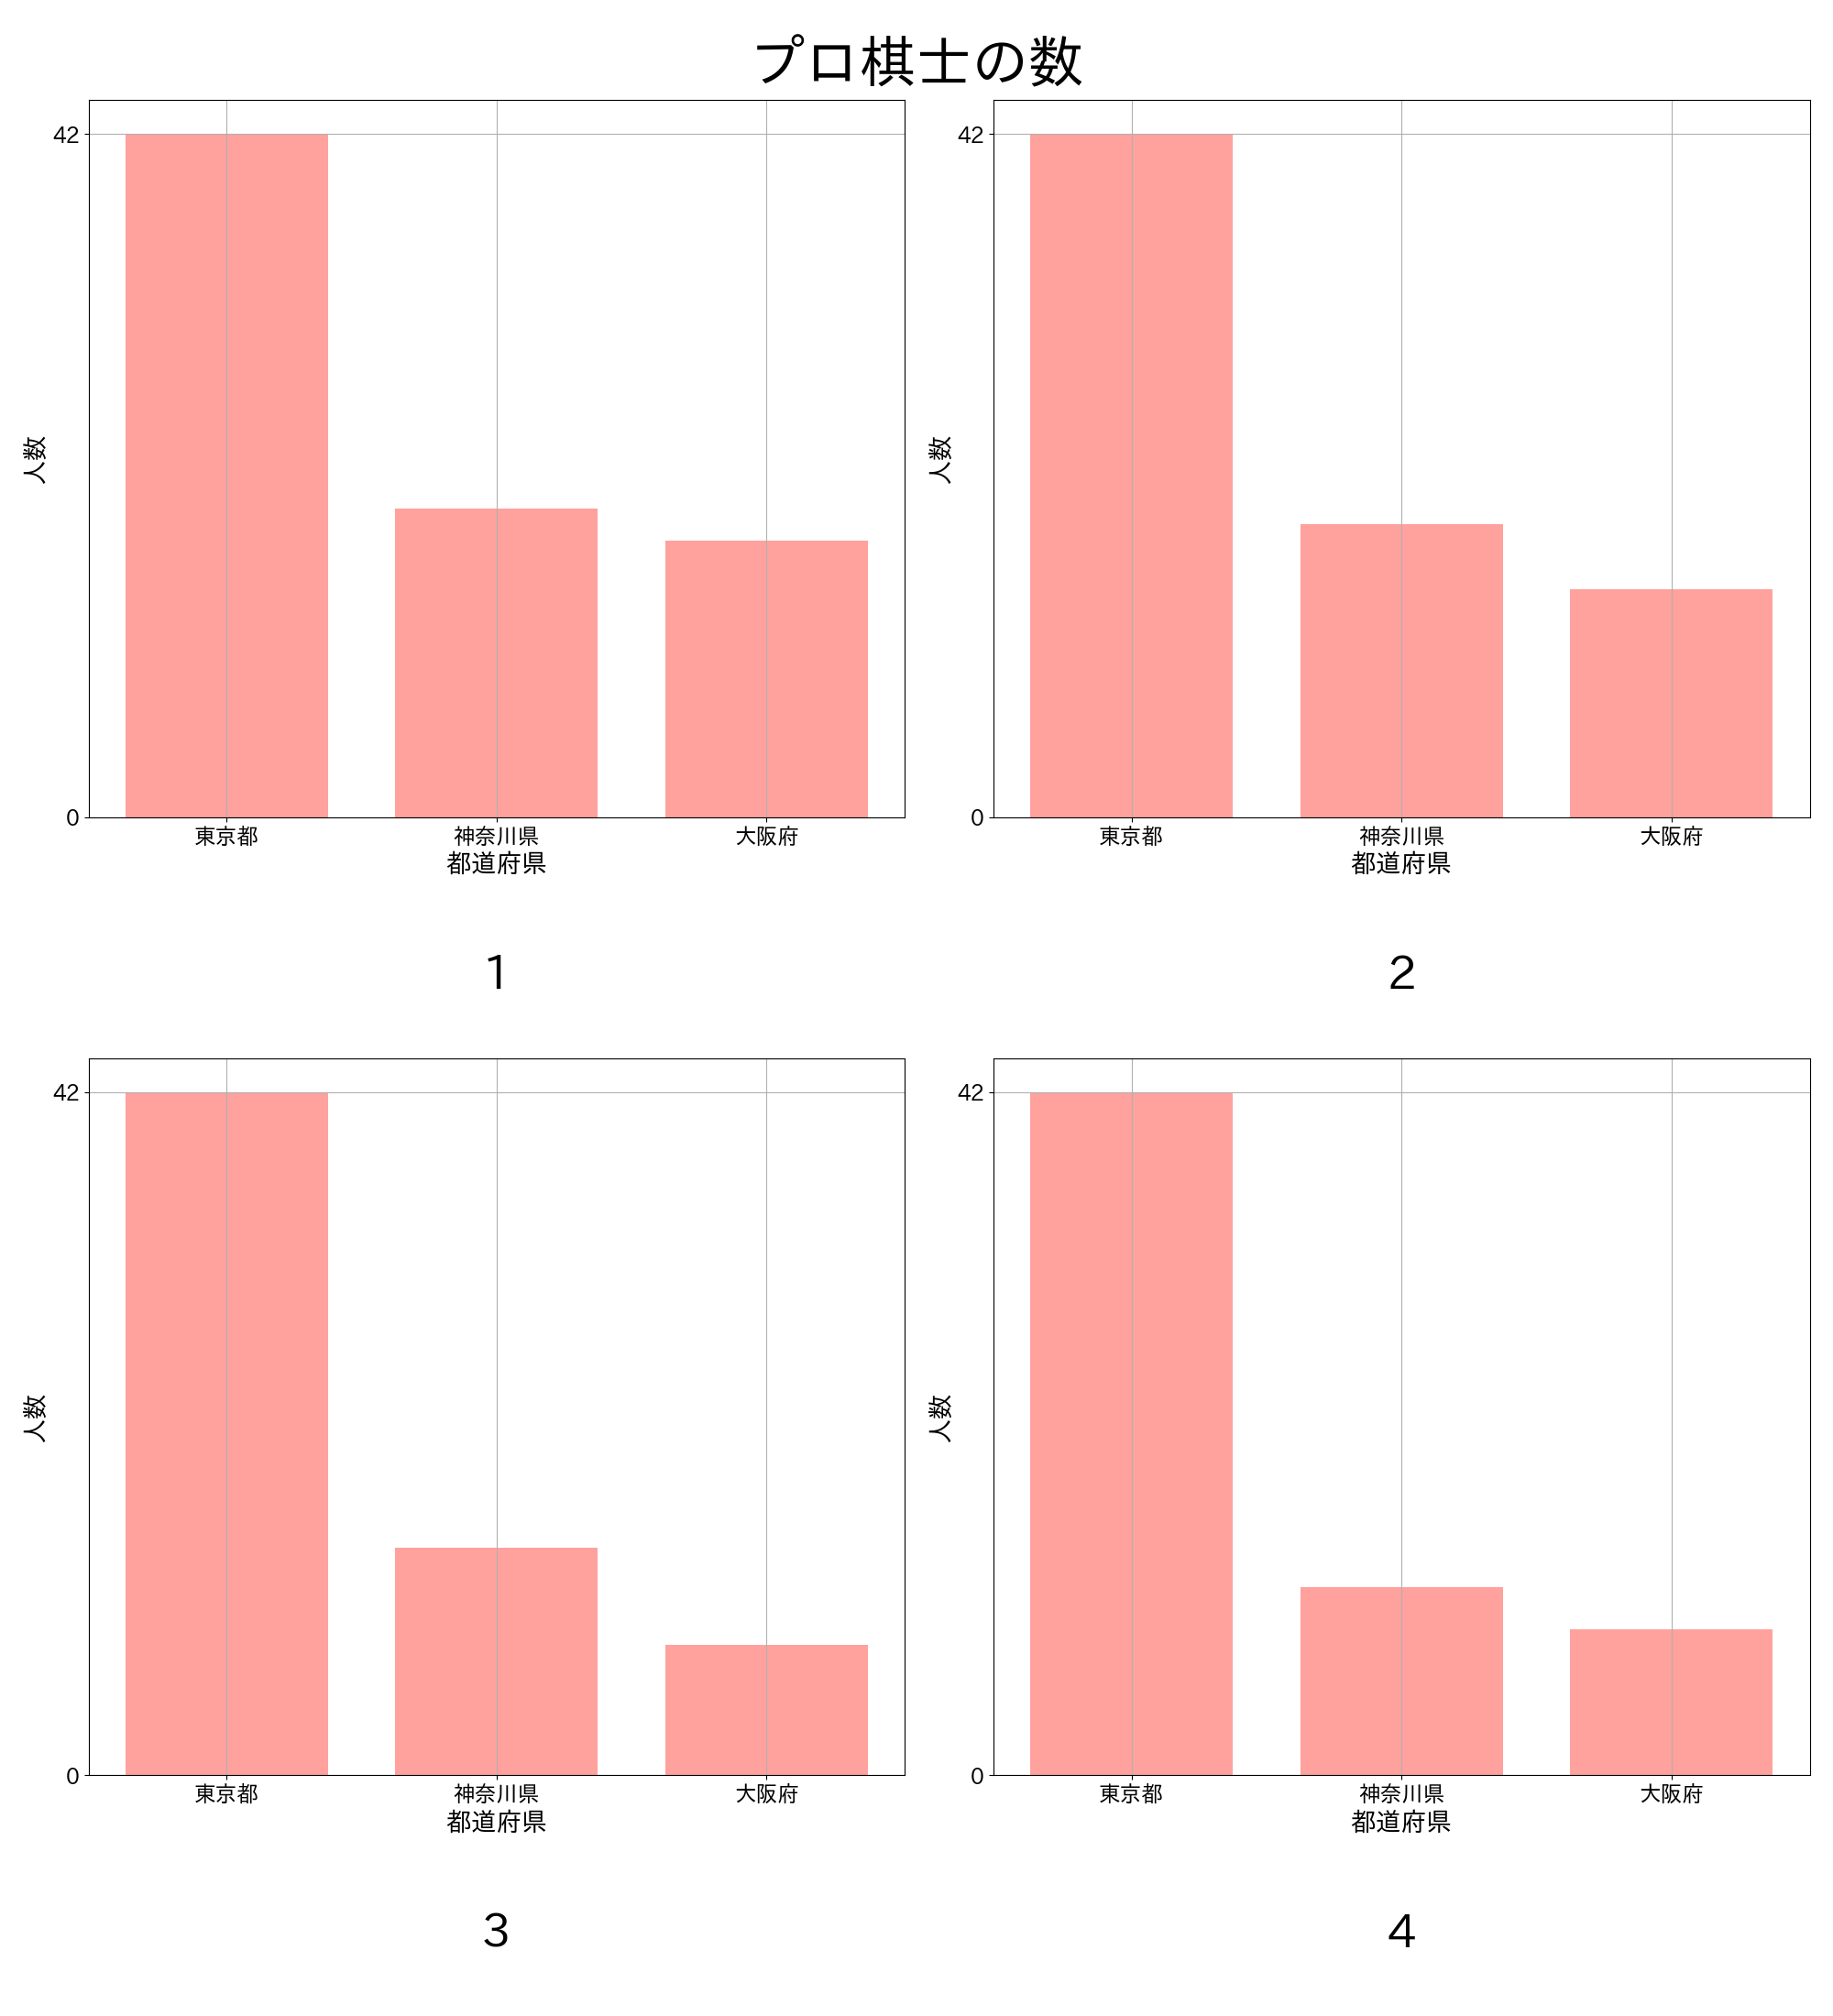 プロ棋士の数
42
人数
0
東京都 神奈川県 大阪府
都道府県
1
42
人数
0
東京都 神奈川県 大阪府
都道府県
2
42
人数
0
東京都 神奈川県 大阪府
都道府県
3
42
人数
0
東京都 神奈川県 大阪府
都道府県
4